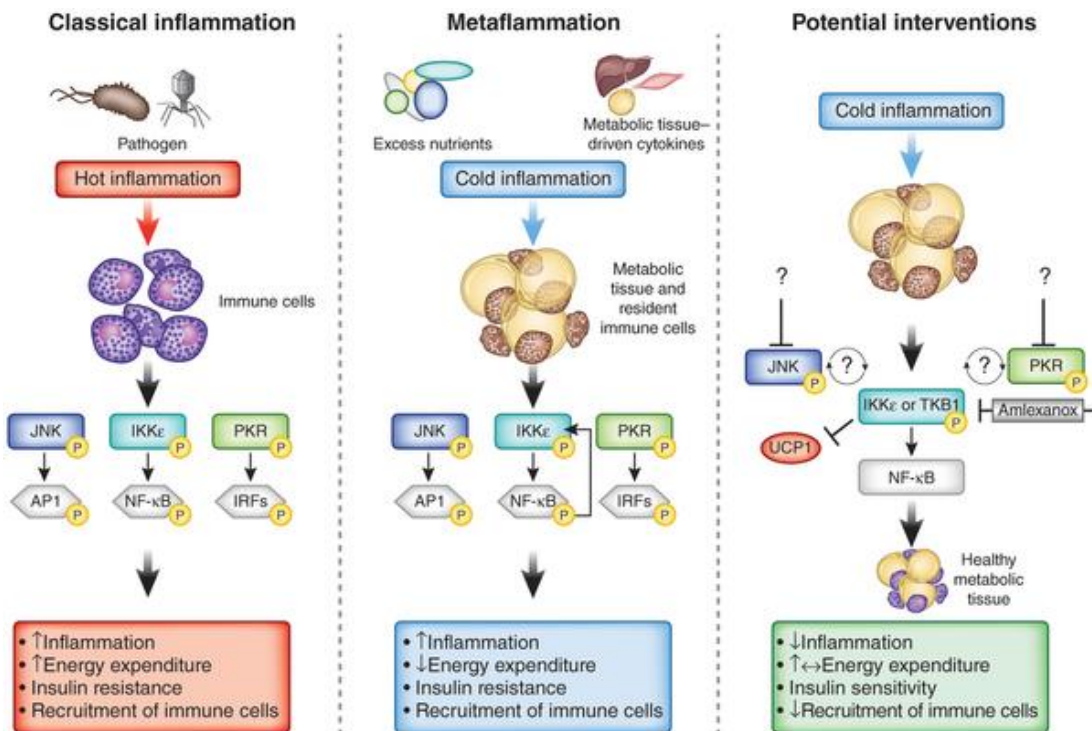 Classical inflammation
Pathogen
Hot inflammation
Immune cells
JNK
P
IKKε
P
PKR
P
AP1
P
NF-κB
P
IRFs
P
• ↑Inflammation
• ↑Energy expenditure
• Insulin resistance
• Recruitment of immune cells
Metaflammation
Excess nutrients
Metabolic tissue–
driven cytokines
Cold inflammation
Metabolic
tissue and
resident
immune cells
JNK
P
IKKε
P
PKR
P
AP1
P
NF-κB
P
IRFs
P
• ↑Inflammation
• ↓Energy expenditure
• Insulin resistance
• Recruitment of immune cells
Potential interventions
Cold inflammation
?
?
JNK
P
?
?
PKR
P
IKKε or TKB1
P
Amlexanox
UCP1
NF-κB
Healthy
metabolic
tissue
• ↓Inflammation
• ↑↔Energy expenditure
• Insulin sensitivity
• ↓Recruitment of immune cells